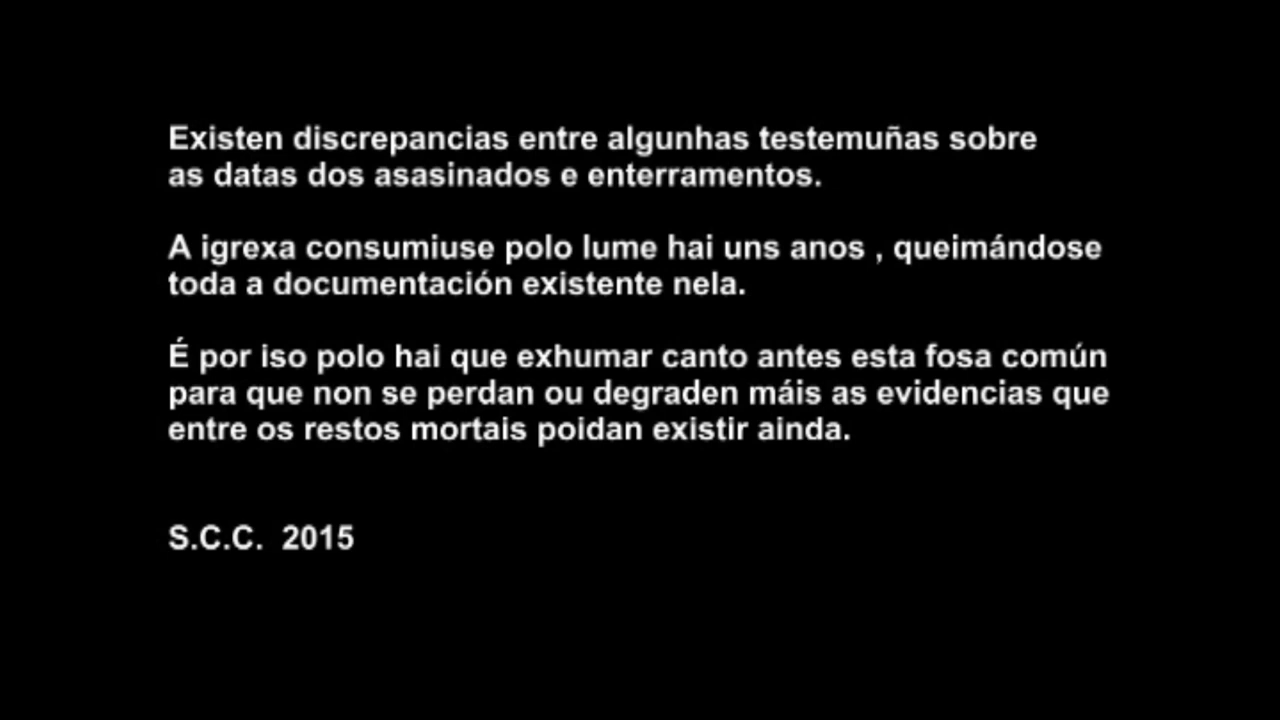 Existen discrepancias entre algunhas testemuñas sobre
as datas dos asasinados e enterramentos.
A igrexa consumiuse polo lume hai uns anos , queimándose
toda a documentación existente nela.
É por iso polo hai que exhumar canto antes esta fosa común
para que non se perdan ou degraden máis as evidencias que
entre os restos mortais poidan existir ainda.
S.C.C. 2015